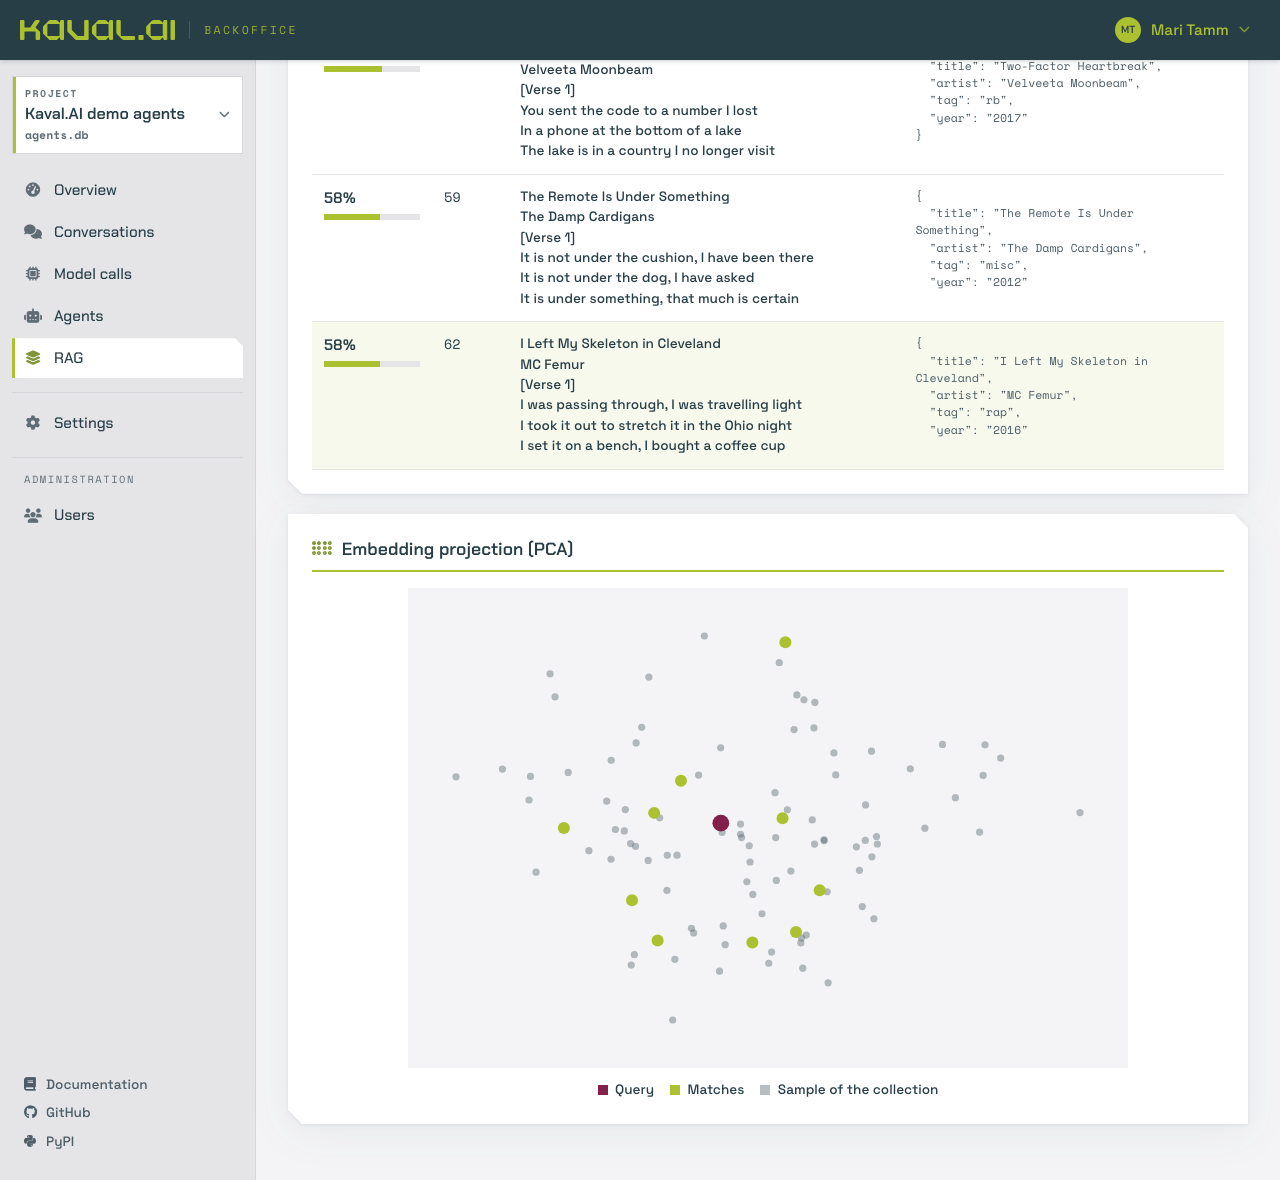 Kaval.ai
BACKOFFICE
MT
Mari Tamm
PROJECT
Kaval.AI demo agents
agents.db
Overview
Conversations
Model calls
Agents
RAG
Settings
ADMINISTRATION
Users
Documentation
GitHub
PyPI
Velveeta Moonbeam
[Verse 1]
You sent the code to a number I lost
In a phone at the bottom of a lake
The lake is in a country I no longer visit
"title": "Two-Factor Heartbreak",
"artist": "Velveeta Moonbeam",
"tag": "rb",
"year": "2017"
}
58%
59
The Remote Is Under Something
The Damp Cardigans
[Verse 1]
It is not under the cushion, I have been there
It is not under the dog, I have asked
It is under something, that much is certain
{
"title": "The Remote Is Under
Something",
"artist": "The Damp Cardigans",
"tag": "misc",
"year": "2012"
58%
62
I Left My Skeleton in Cleveland
MC Femur
[Verse 1]
I was passing through, I was travelling light
I took it out to stretch it in the Ohio night
I set it on a bench, I bought a coffee cup
{
"title": "I Left My Skeleton in
Cleveland",
"artist": "MC Femur",
"tag": "rap",
"year": "2016"
Embedding projection (PCA)
Query
Matches
Sample of the collection